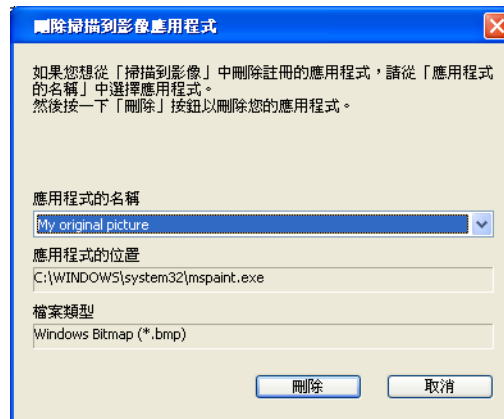 刪除掃描到影像應用程式
如果您想從「掃描到影像」中刪除註冊的應用程式，請從「應用程式
的名稱」中選擇應用程式。
然後按一下「刪除」按鈕以刪除您的應用程式。
應用程式的名稱
My original picture
應用程式的位置
C:\WINDOWS\system32\mspaint.exe
檔案類型
Windows Bitmap (*.bmp)
刪除 取消